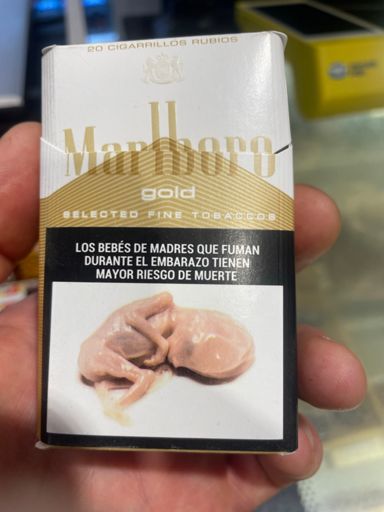 20 CIGARRILLOS RUBIOS
Marlboro
gold
SELECTED FINE TOBACCOS
LOS BEBÉS DE MADRES QUE FUMAN
DURANTE EL EMBARAZO TIENEN
MAYOR RIESGO DE MUERTE